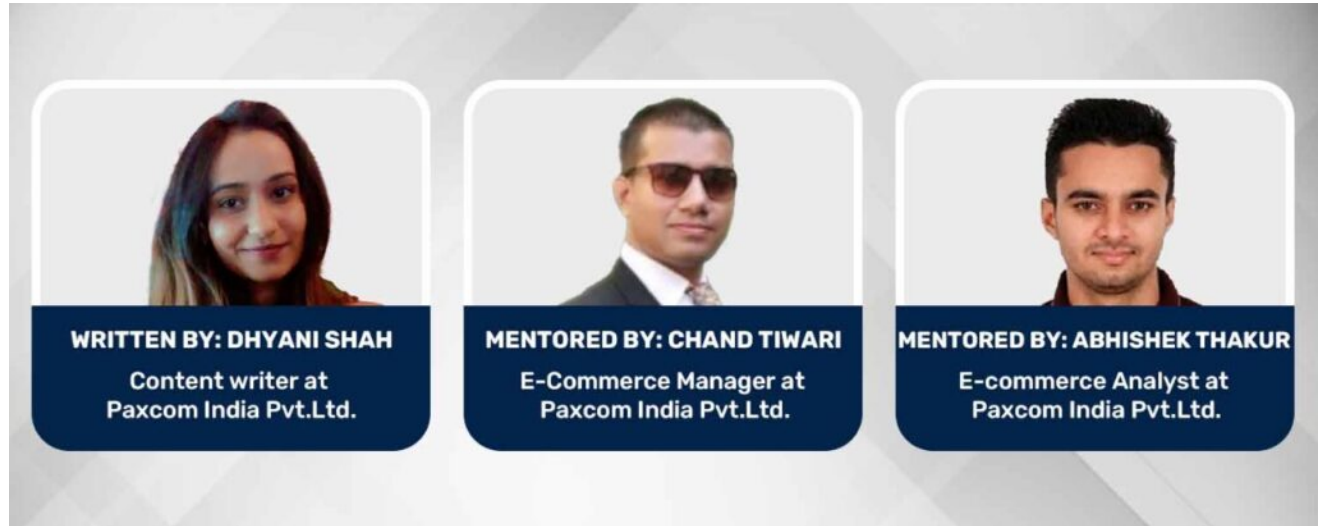 WRITTEN BY: DHYANI SHAH
Content writer at
Paxcom India Pvt.Ltd.
MENTORED BY: CHAND TIWARI
E-Commerce Manager at
Paxcom India Pvt.Ltd.
MENTORED BY: ABHISHEK THAKUR
E-commerce Analyst at
Paxcom India Pvt.Ltd.